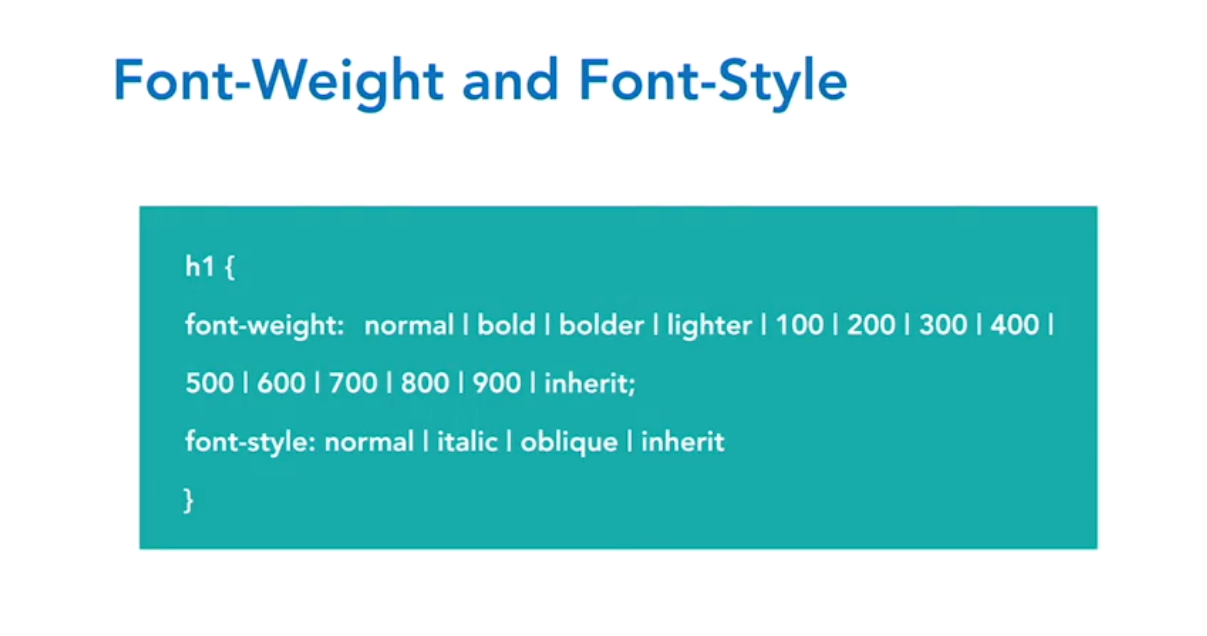 Font-Weight and Font-Style
h1 {
font-weight: normal | bold | bolder | lighter | 100 | 200 | 300 | 400 |
500 | 600 | 700 | 800 | 900 | inherit;
font-style: normal | italic | oblique | inherit
}